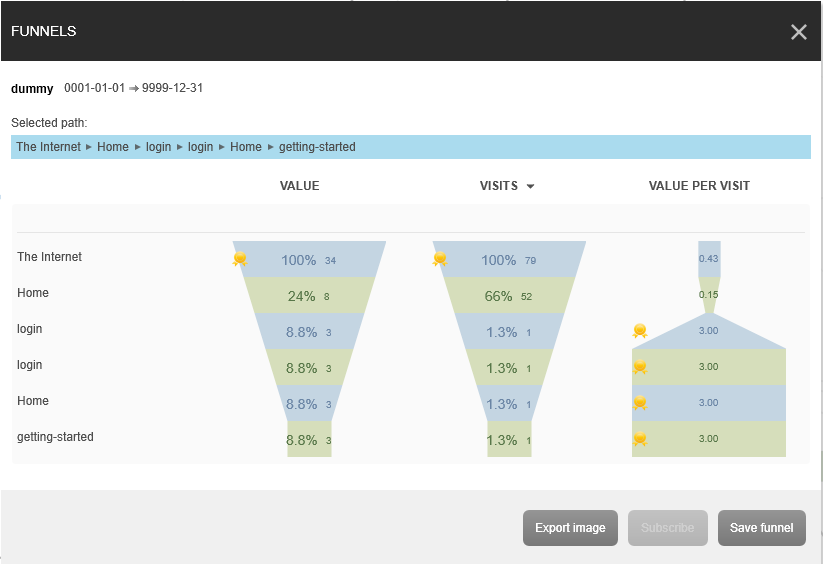 FUNNELS
dummy 0001-01-01 ➔ 9999-12-31
Selected path:
The Internet ▸ Home ▸ login ▸ login ▸ Home ▸ getting-started
VALUE VISITS VALUE PER VISIT
The Internet 100% 34 100% 79 0.43
Home 24% 8 66% 52 0.15
login 8.8% 3 1.3% 1 3.00
login 8.8% 3 1.3% 1 3.00
Home 8.8% 3 1.3% 1 3.00
getting-started 8.8% 3 1.3% 1 3.00
Export image Subscribe Save funnel